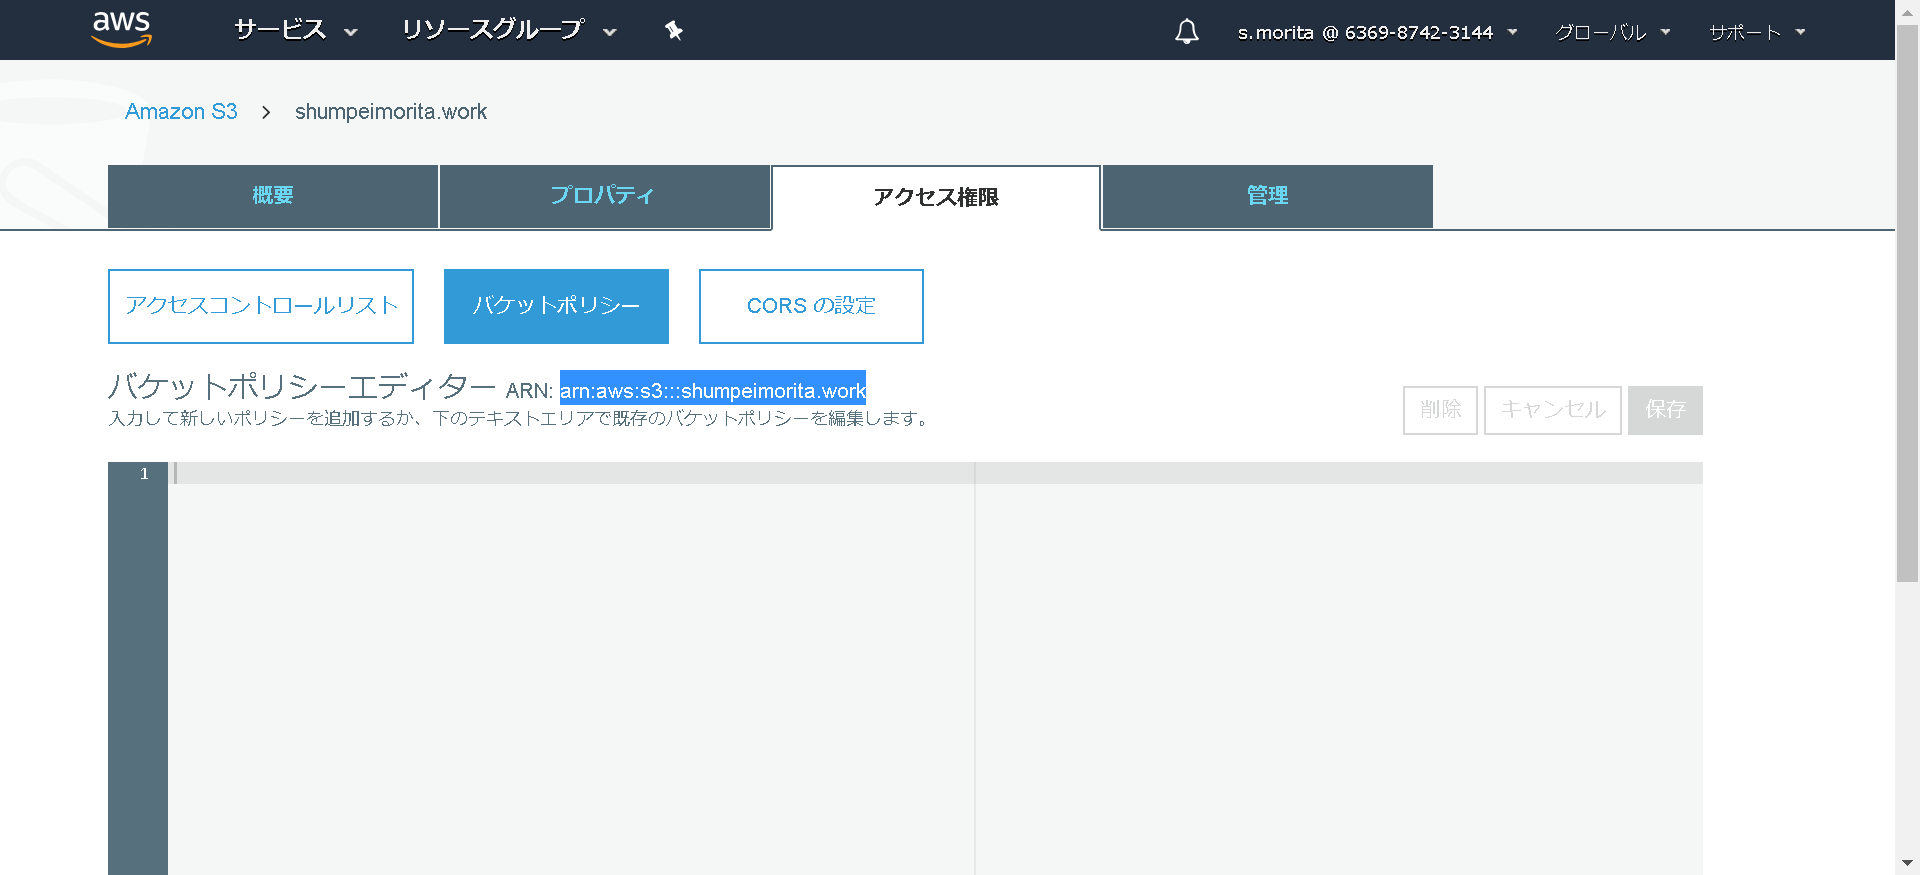 aws サービス リソースグループ s.morita @ 6369-8742-3144 グローバル サポート
Amazon S3 > shumpeimorita.work
概要 プロパティ アクセス権限 管理
アクセスコントロールリスト バケットポリシー CORS の設定
バケットポリシーエディター ARN: arn:aws:s3:::shumpeimorita.work
入力して新しいポリシーを追加するか、下のテキストエリアで既存のバケットポリシーを編集します。
削除 キャンセル 保存
1